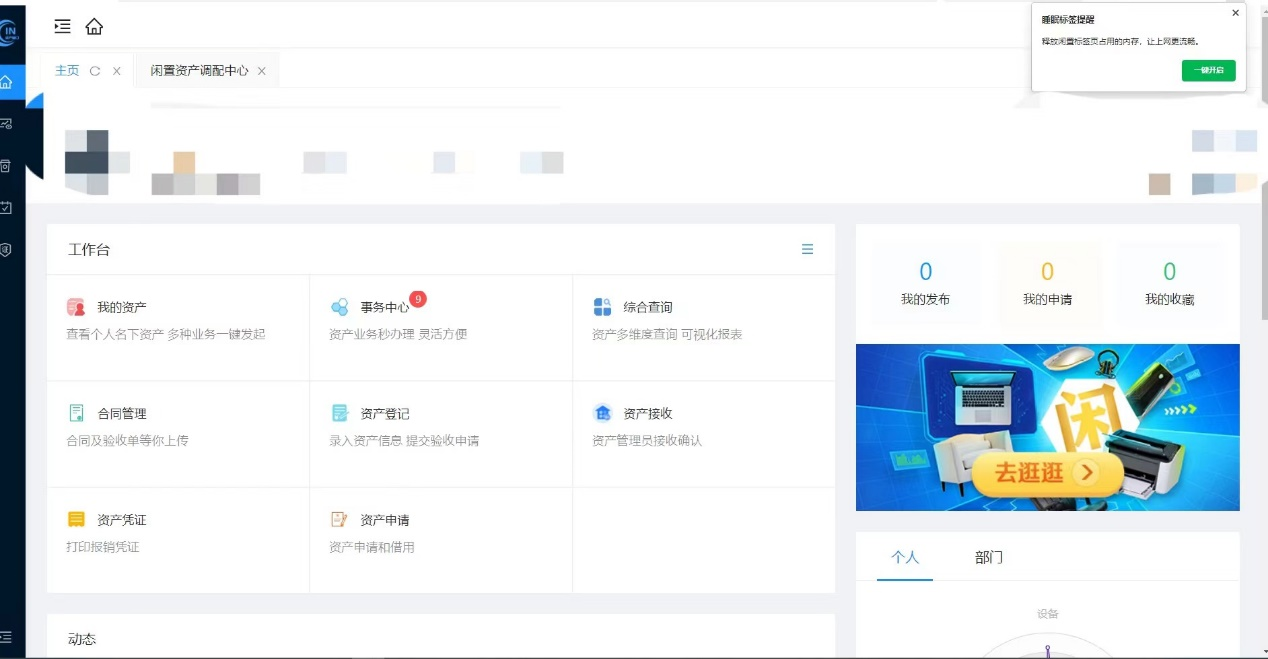 睡眠标签提醒
释放闲置标签页占用的内存，让上网更流畅。
一键开启
主页
闲置资产调配中心
工作台
我的资产
查看个人名下资产 多种业务一键发起
事务中心 9
资产业务秒办理 灵活方便
综合查询
资产多维度查询 可视化报表
合同管理
合同及验收单等你上传
资产登记
录入资产信息 提交验收申请
资产接收
资产管理员接收确认
资产凭证
打印报销凭证
资产申请
资产申请和借用
动态
0
我的发布
0
我的申请
0
我的收藏
闲
去逛逛
个人
部门
设备